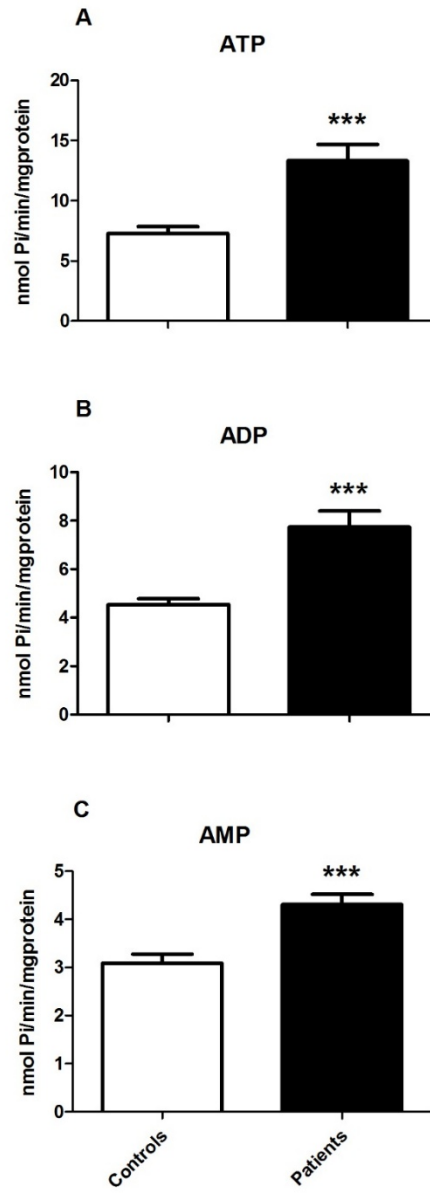 A
ATP
nmol Pi/min/mgprotein
20
15
10
5
0
***
B
ADP
nmol Pi/min/mgprotein
10
8
6
4
2
0
***
C
AMP
nmol Pi/min/mgprotein
5
4
3
2
1
0
***
Controls
Patients